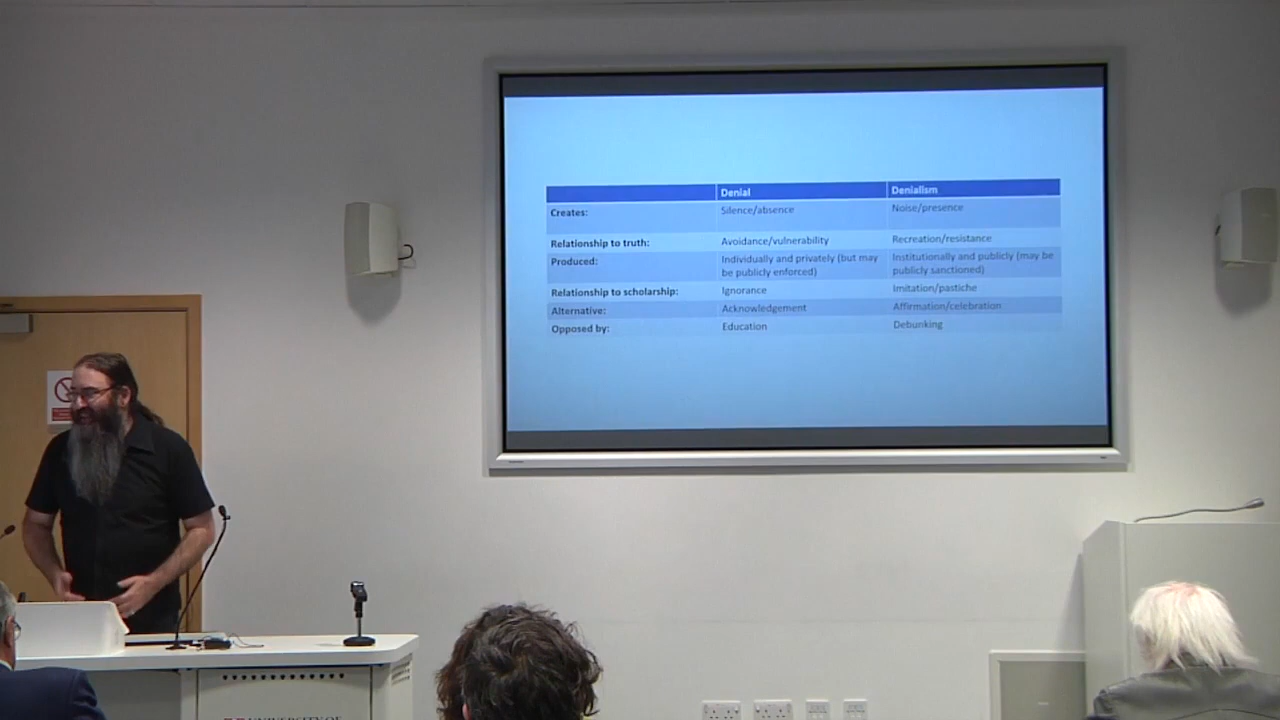 Denial Denialism
Creates: Silence/absence Noise/presence
Relationship to truth: Avoidance/vulnerability Recreation/resistance
Produced: Individually and privately (but may be publicly enforced) Institutionally and publicly (may be publicly sanctioned)
Relationship to scholarship: Ignorance Imitation/pastiche
Alternative: Acknowledgement Affirmation/celebration
Opposed by: Education Debunking
UNIVERSITY OF